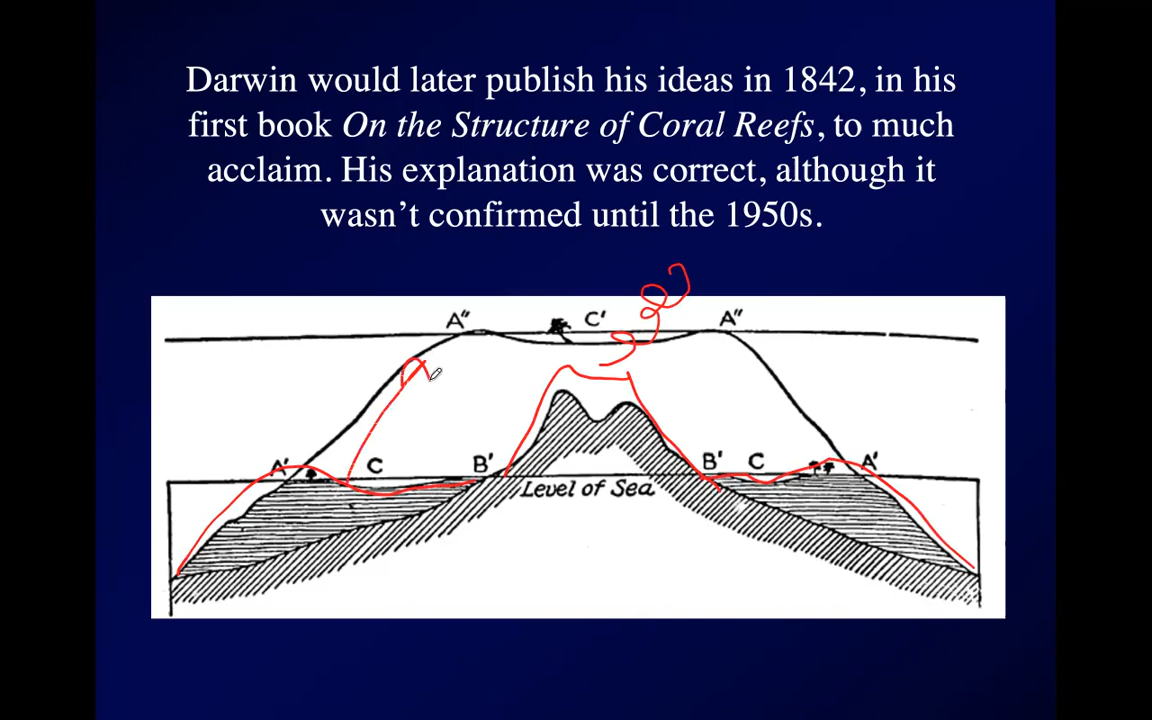 Darwin would later publish his ideas in 1842, in his
first book On the Structure of Coral Reefs, to much
acclaim. His explanation was correct, although it
wasn’t confirmed until the 1950s.
A" C' A"
A' C B' B' C A'
Level of Sea